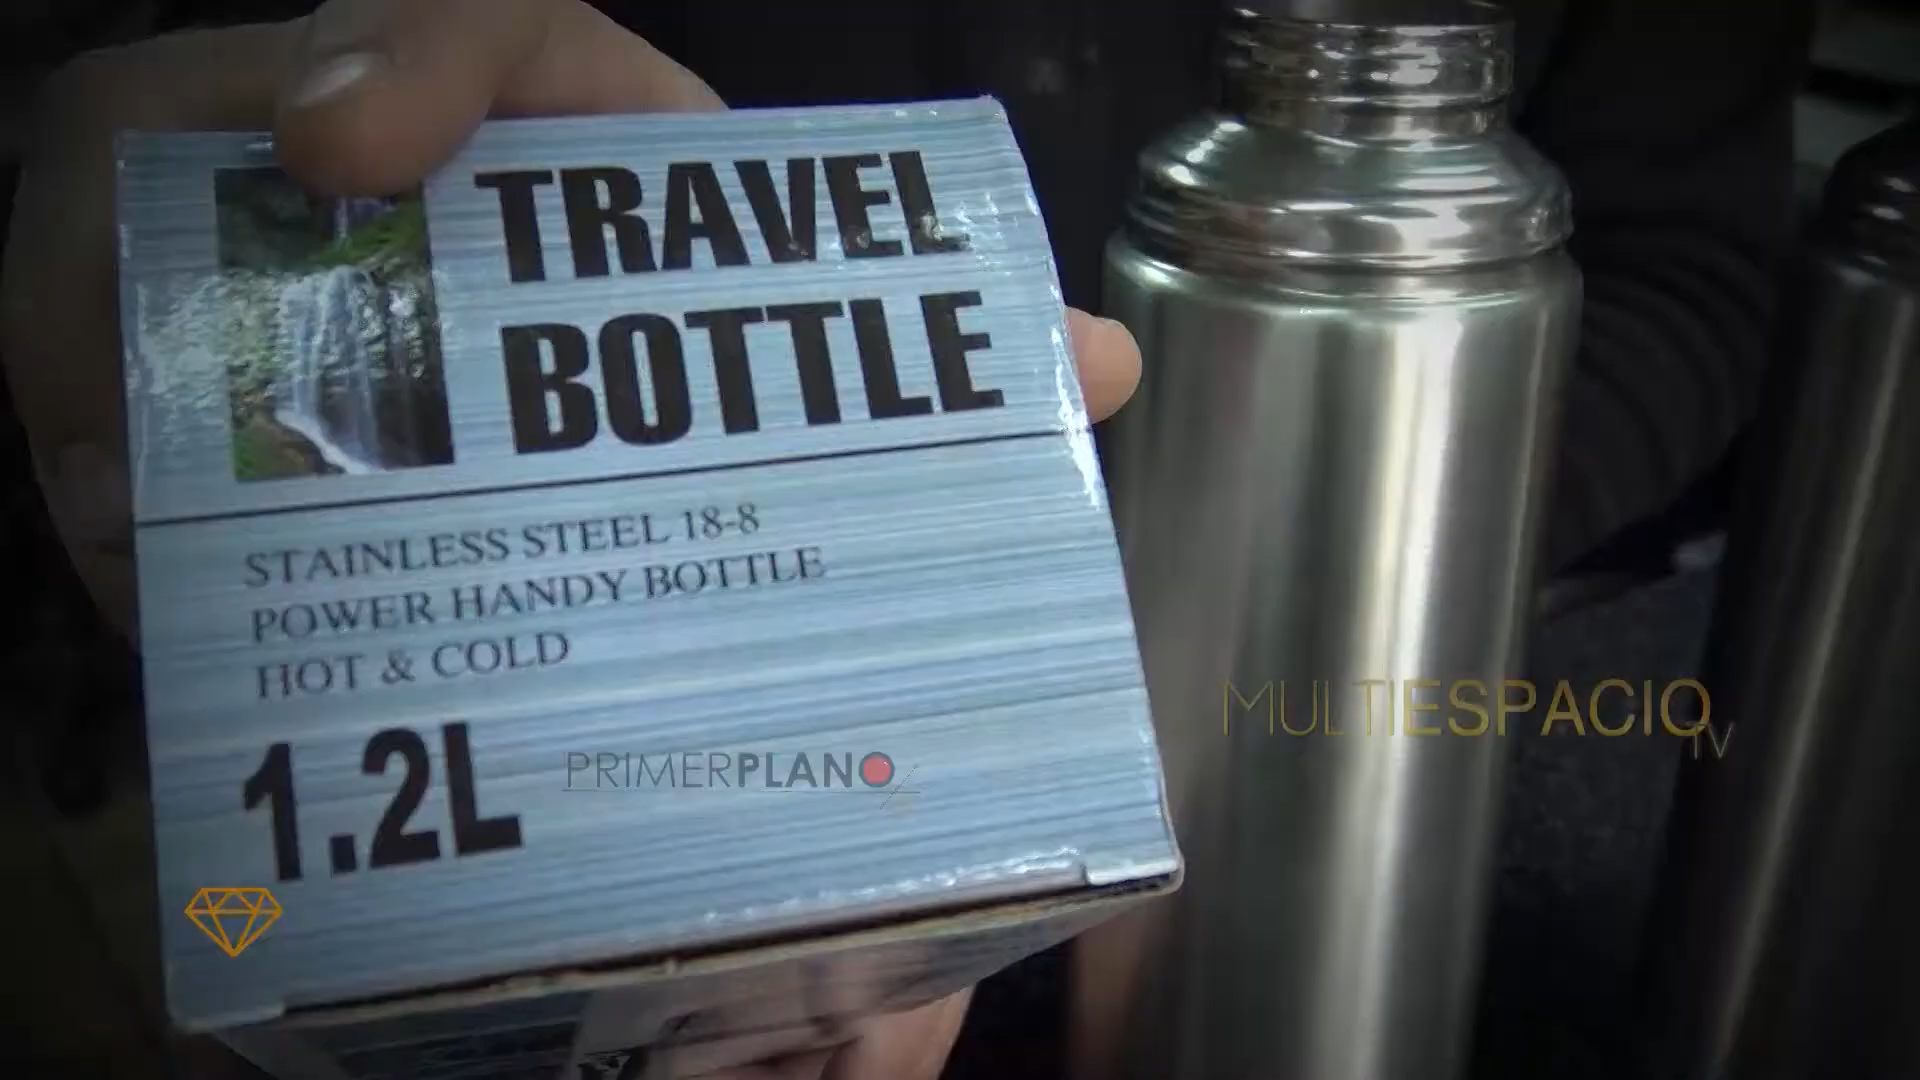 TRAVEL
BOTTLE
STAINLESS STEEL 18-8
POWER HANDY BOTTLE
HOT & COLD
1.2L
PRIMERPLANO
MULTIESPACIO
TV